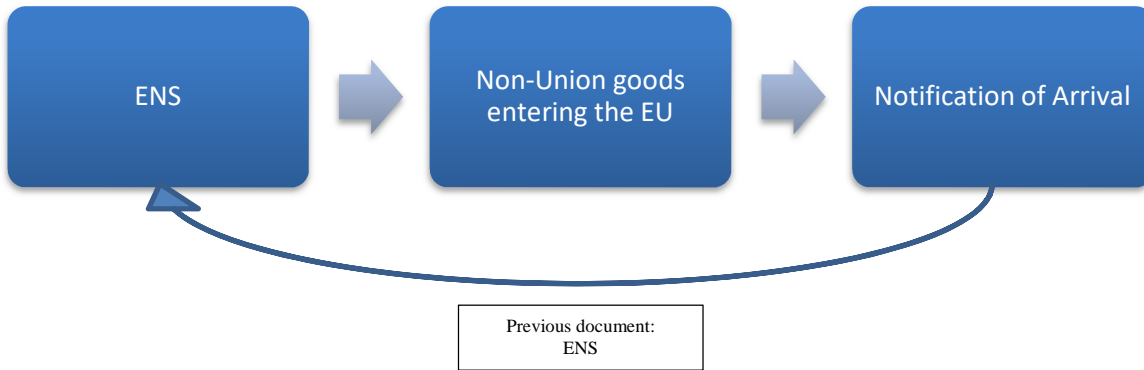 ENS
Non-Union goods
entering the EU
Notification of Arrival
Previous document:
ENS